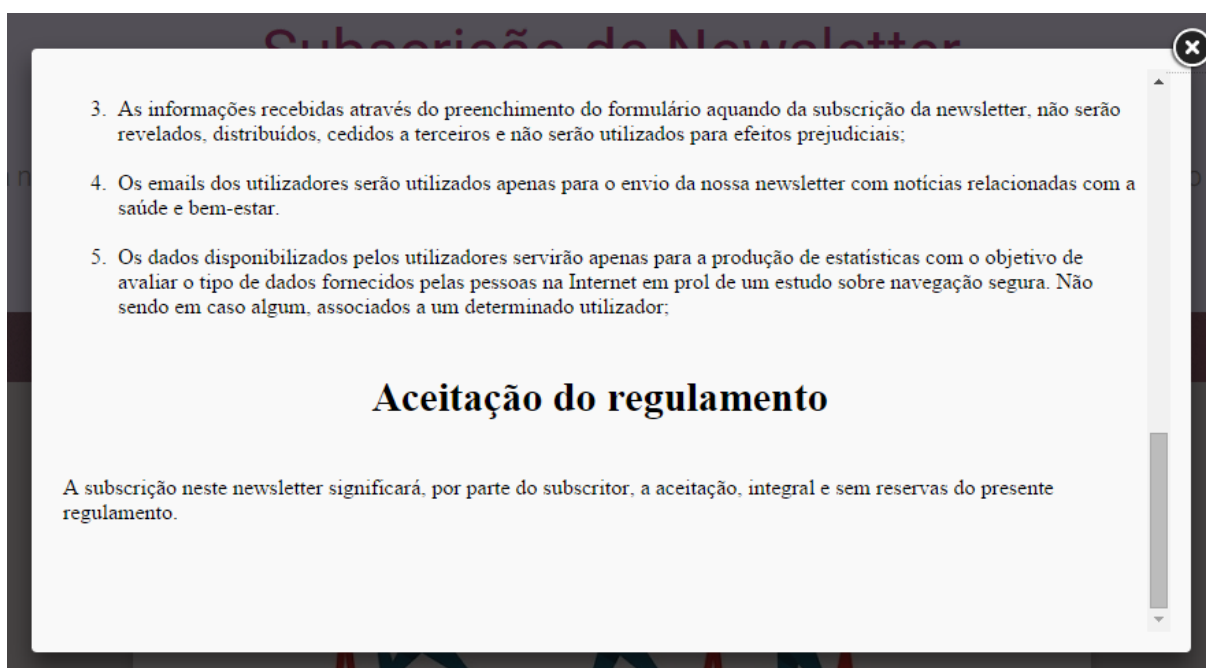 Subscrição de Newsletter
3. As informações recebidas através do preenchimento do formulário aquando da subscrição da newsletter, não serão
revelados, distribuídos, cedidos a terceiros e não serão utilizados para efeitos prejudiciais;
4. Os emails dos utilizadores serão utilizados apenas para o envio da nossa newsletter com notícias relacionadas com a
saúde e bem-estar.
5. Os dados disponibilizados pelos utilizadores servirão apenas para a produção de estatísticas com o objetivo de
avaliar o tipo de dados fornecidos pelas pessoas na Internet em prol de um estudo sobre navegação segura. Não
sendo em caso algum, associados a um determinado utilizador;
Aceitação do regulamento
A subscrição neste newsletter significará, por parte do subscritor, a aceitação, integral e sem reservas do presente
regulamento.